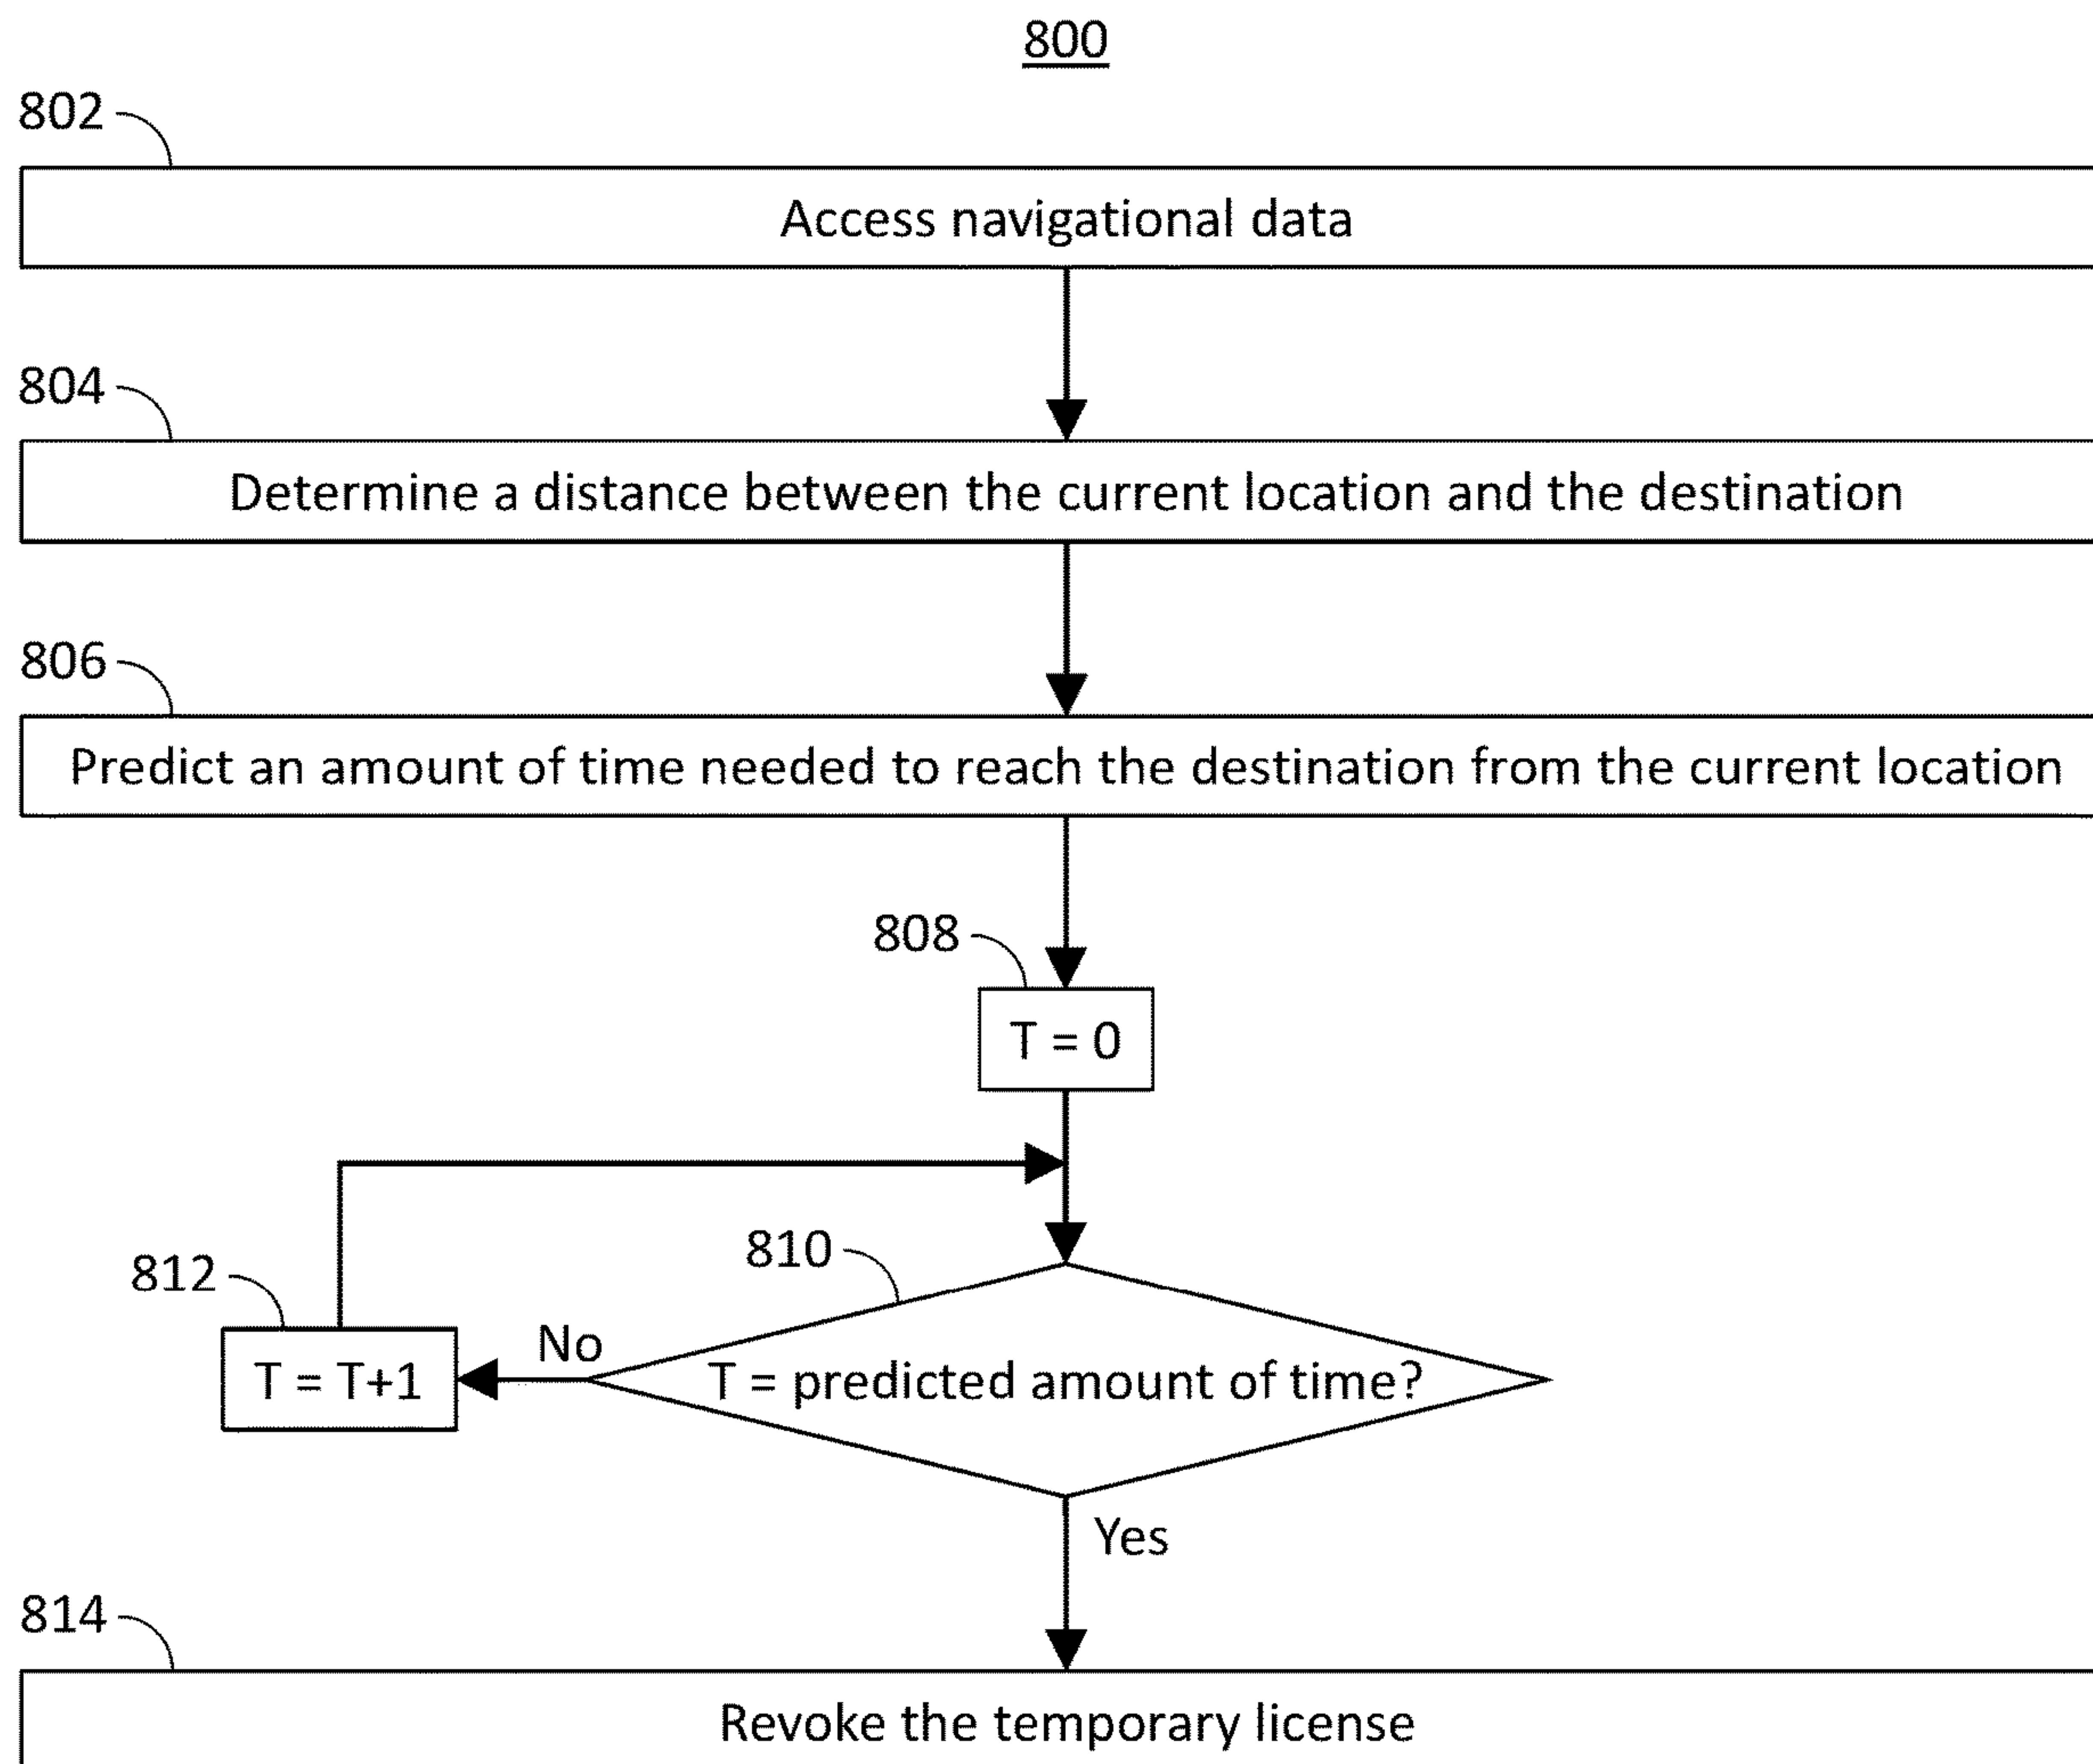 800
802
Access navigational data
804
Determine a distance between the current location and the destination
806
Predict an amount of time needed to reach the destination from the current location
808
T = 0
810
812
No
T = T+1
T = predicted amount of time?
Yes
814
Revoke the temporary license